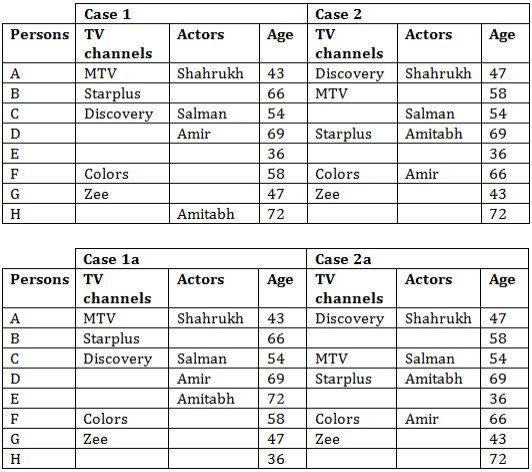 Case 1 Case 2
Persons TV channels Actors Age TV channels Actors Age
A MTV Shahrukh 43 Discovery Shahrukh 47
B Starplus 66 MTV 58
C Discovery Salman 54 Salman 54
D Amir 69 Starplus Amitabh 69
E 36 36
F Colors 58 Colors Amir 66
G Zee 47 Zee 43
H Amitabh 72 72
Case 1a Case 2a
Persons TV channels Actors Age TV channels Actors Age
A MTV Shahrukh 43 Discovery Shahrukh 47
B Starplus 66 58
C Discovery Salman 54 MTV Salman 54
D Amir 69 Starplus Amitabh 69
E Amitabh 72 36
F Colors 58 Colors Amir 66
G Zee 47 Zee 43
H 36 72